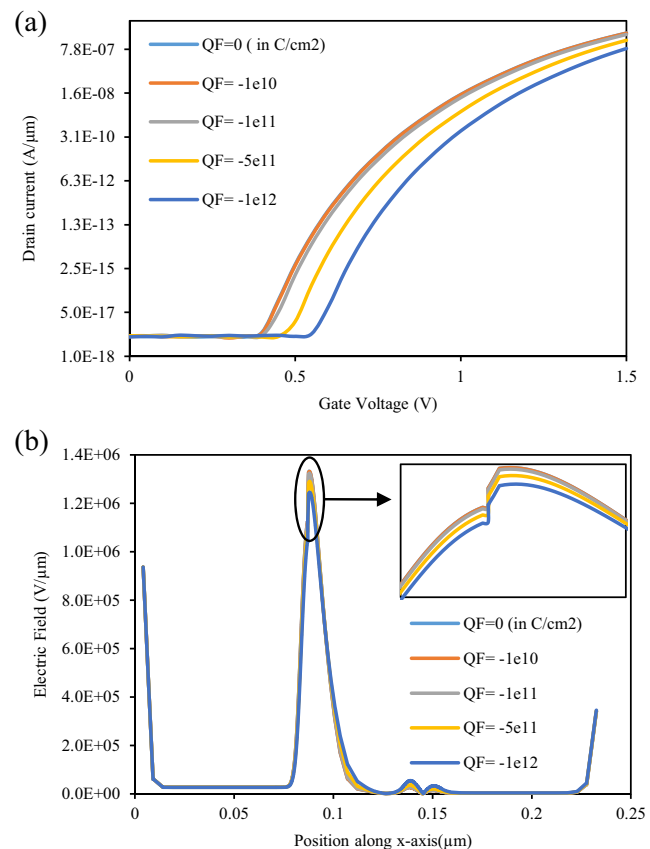 (a)
7.8E-07
1.6E-08
3.1E-10
6.3E-12
1.3E-13
2.5E-15
5.0E-17
1.0E-18
Drain current (A/µm)
QF=0 ( in C/cm2)
QF= -1e10
QF= -1e11
QF= -5e11
QF= -1e12
0
0.5
1
1.5
Gate Voltage (V)
(b)
1.4E+06
1.2E+06
1.0E+06
8.0E+05
6.0E+05
4.0E+05
2.0E+05
0.0E+00
Electric Field (V/µm)
QF=0 (in C/cm2)
QF= -1e10
QF= -1e11
QF= -5e11
QF= -1e12
0
0.05
0.1
0.15
0.2
0.25
Position along x-axis(µm)